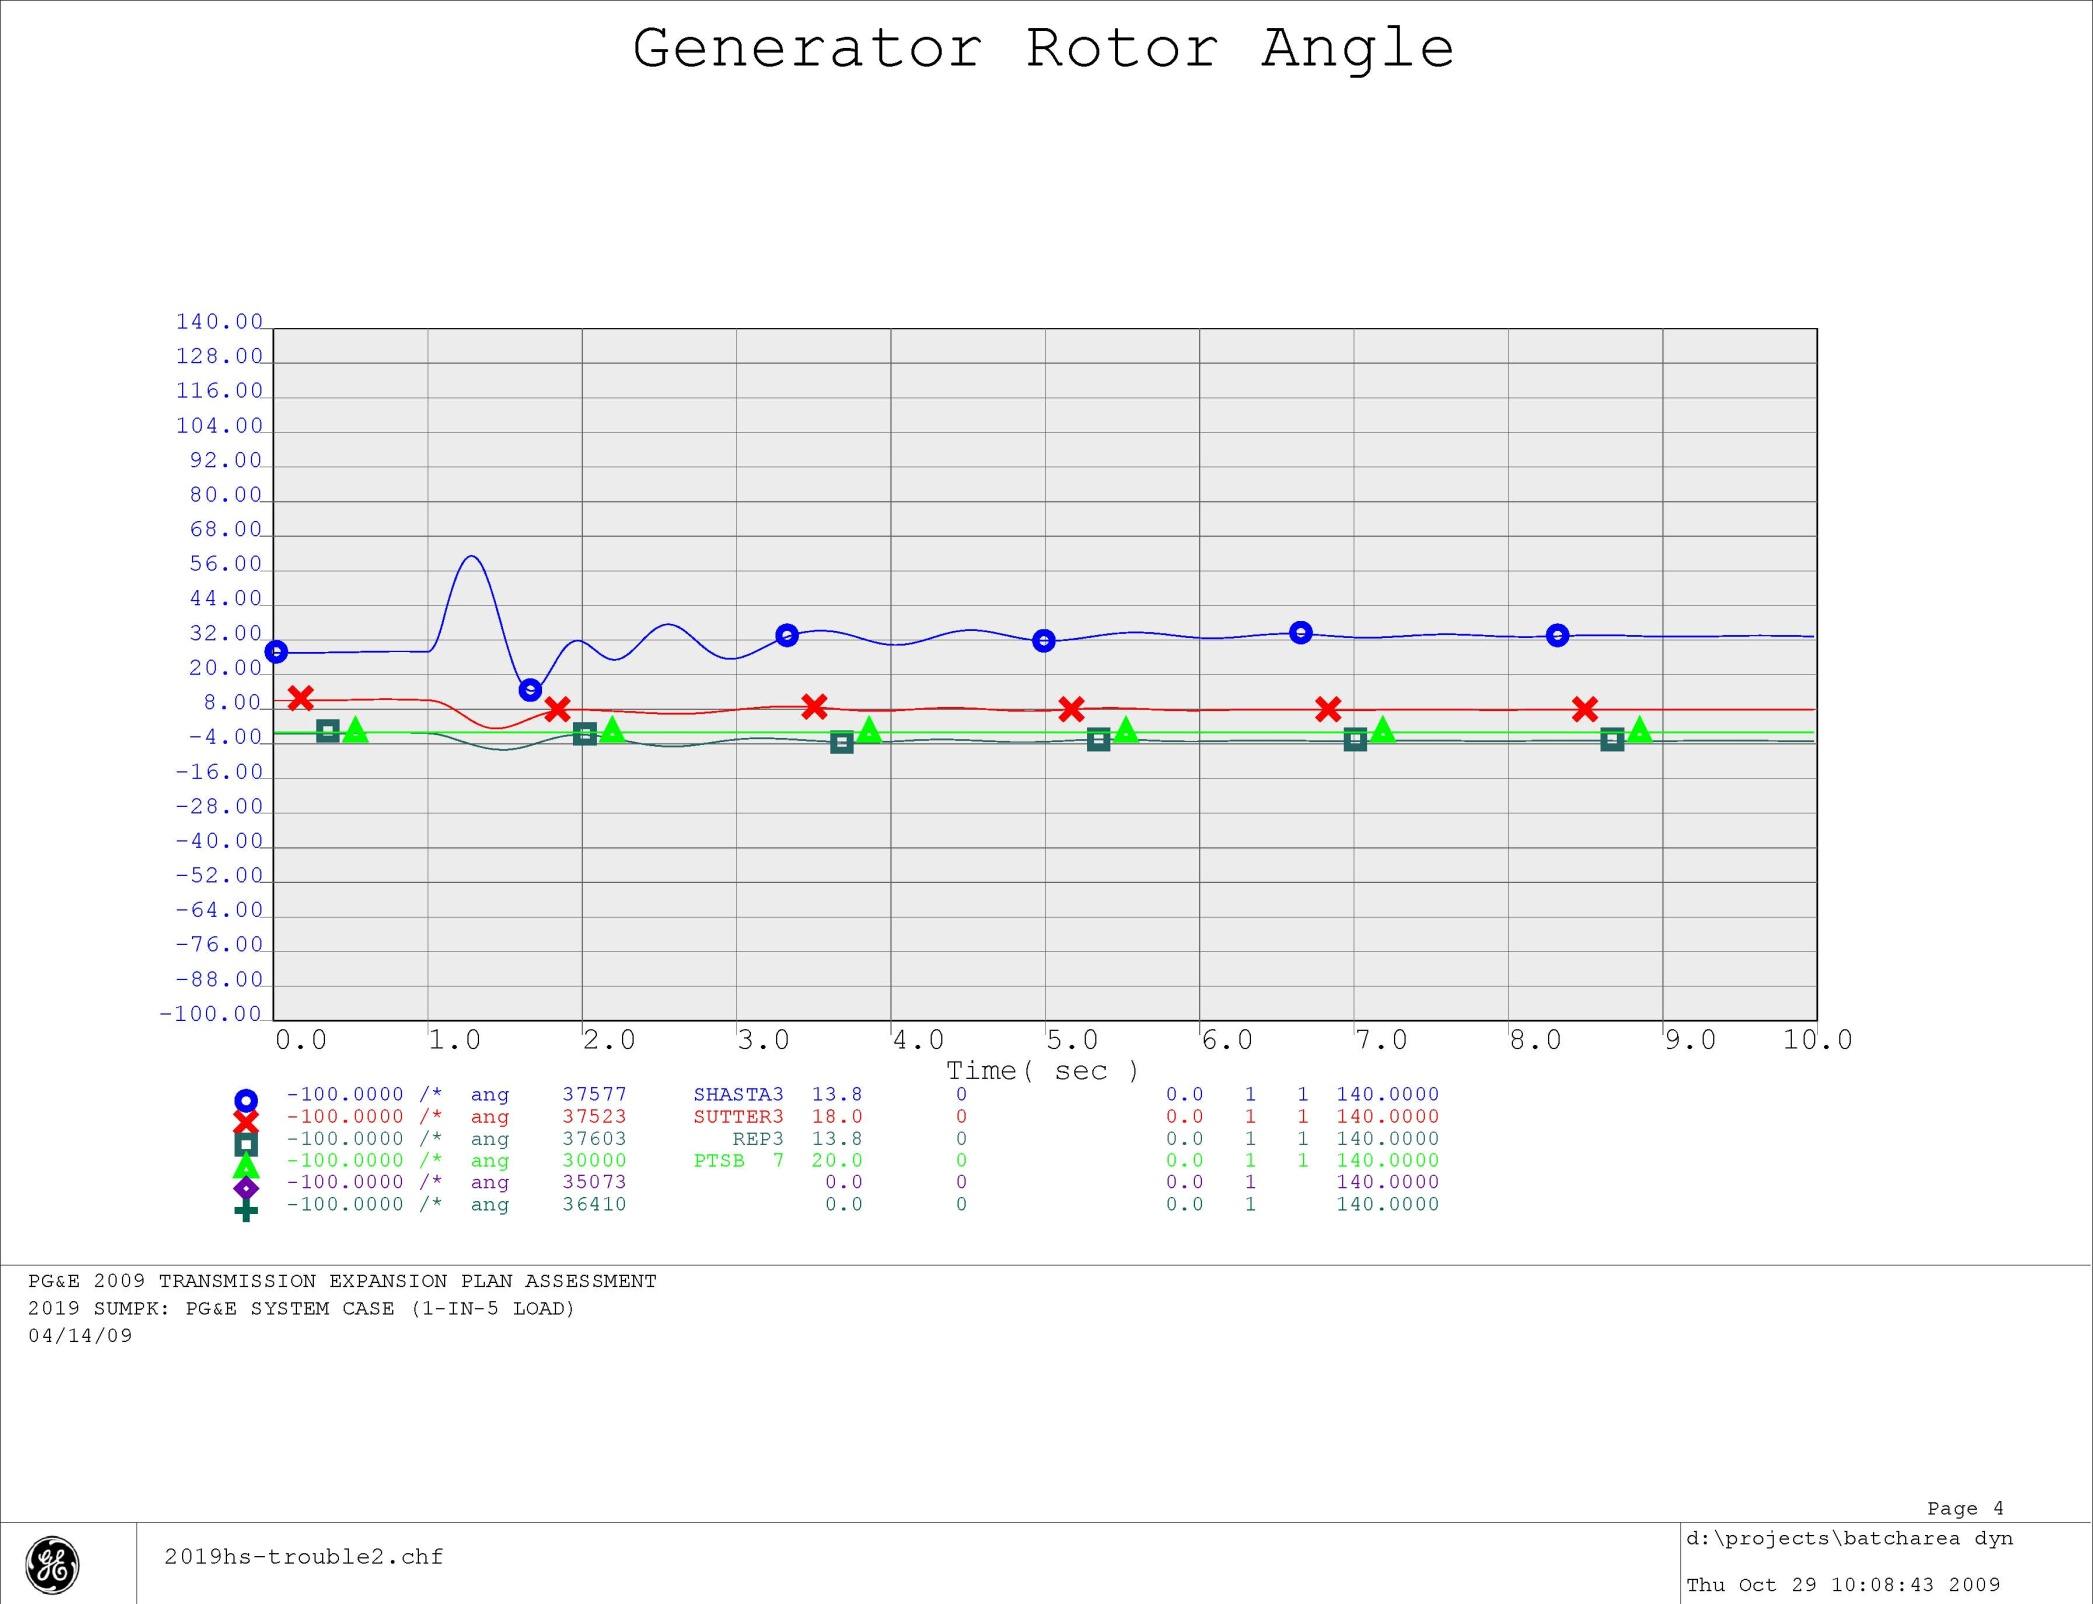 Generator Rotor Angle
140.00
128.00
116.00
104.00
92.00
80.00
68.00
56.00
44.00
32.00
20.00
8.00
-4.00
-16.00
-28.00
-40.00
-52.00
-64.00
-76.00
-88.00
-100.00
0.0 1.0 2.0 3.0 4.0 5.0 6.0 7.0 8.0 9.0 10.0
Time( sec )
-100.0000 /* ang 37577 SHASTA3 13.8 0 0.0 1 1 140.0000
-100.0000 /* ang 37523 SUTTER3 18.0 0 0.0 1 1 140.0000
-100.0000 /* ang 37603 REP3 13.8 0 0.0 1 1 140.0000
-100.0000 /* ang 30000 PTSB 7 20.0 0 0.0 1 1 140.0000
-100.0000 /* ang 35073 0.0 0 0.0 1 140.0000
-100.0000 /* ang 36410 0.0 0 0.0 1 140.0000
PG&E 2009 TRANSMISSION EXPANSION PLAN ASSESSMENT
2019 SUMPK: PG&E SYSTEM CASE (1-IN-5 LOAD)
04/14/09
Page 4
GE
2019hs-trouble2.chf
d:\projects\batcharea dyn
Thu Oct 29 10:08:43 2009